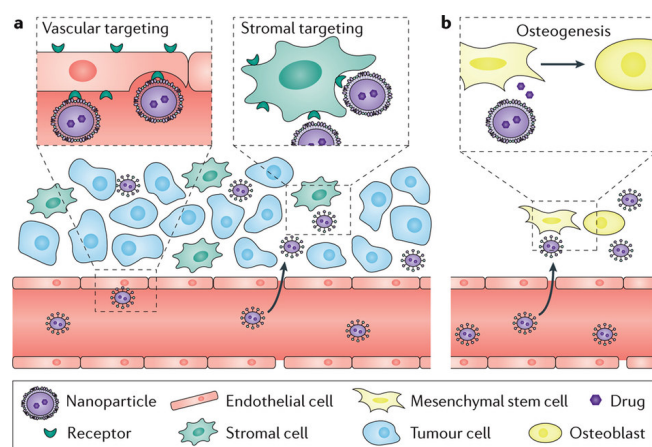 a
Vascular targeting
Stromal targeting
b
Osteogenesis
Nanoparticle
Endothelial cell
Mesenchymal stem cell
Drug
Receptor
Stromal cell
Tumour cell
Osteoblast